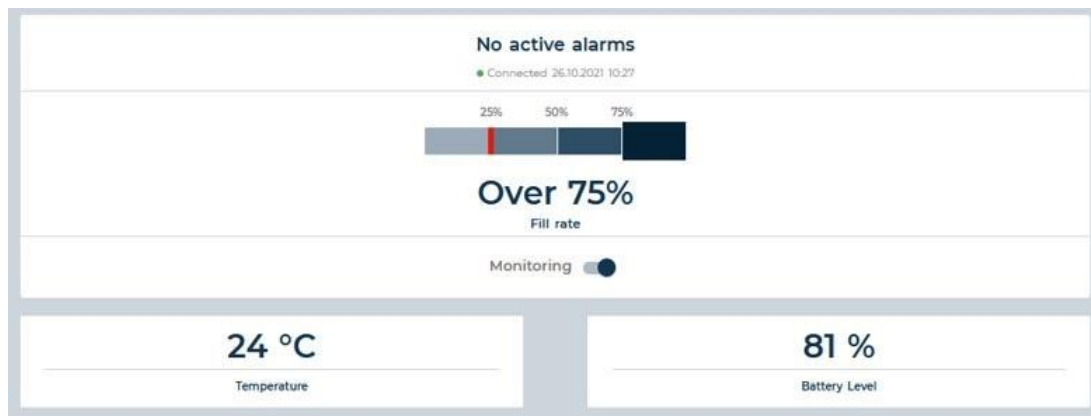 No active alarms
Connected 26.10.2021 10:27
25% 50% 75%
Over 75%
Fill rate
Monitoring
24 °C
Temperature
81 %
Battery Level